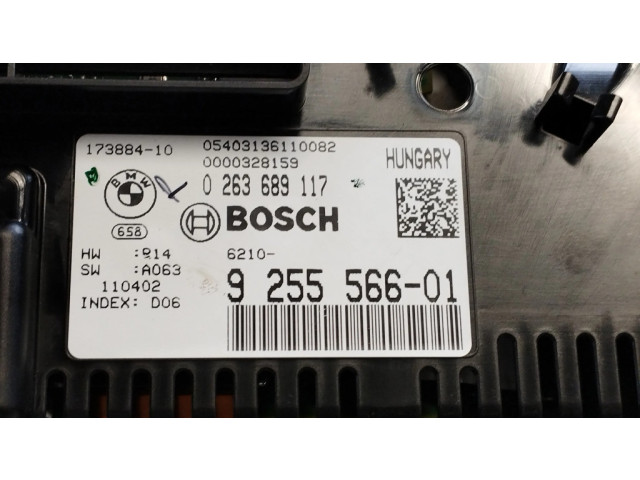 173884-10
05403136110082
0000328159
HUNGARY
BMW
0 263 689 117
BOSCH
658
HW :914
6210-
SW :A063
9 255 566-01
110402
INDEX: D06